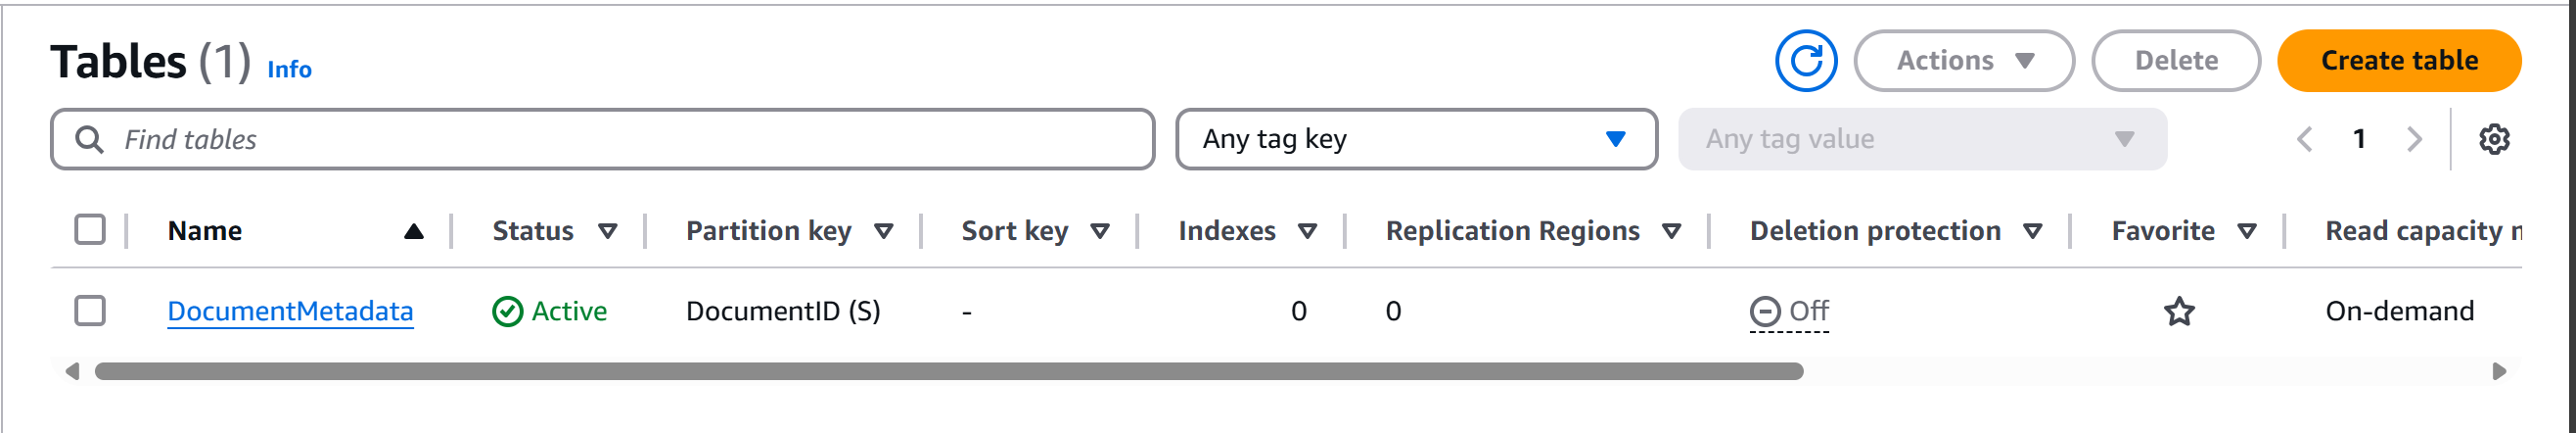 Tables (1) Info
Actions Delete Create table
Find tables Any tag key Any tag value 1
Name Status Partition key Sort key Indexes Replication Regions Deletion protection Favorite Read capacity
DocumentMetadata Active DocumentID (S) - 0 0 Off On-demand